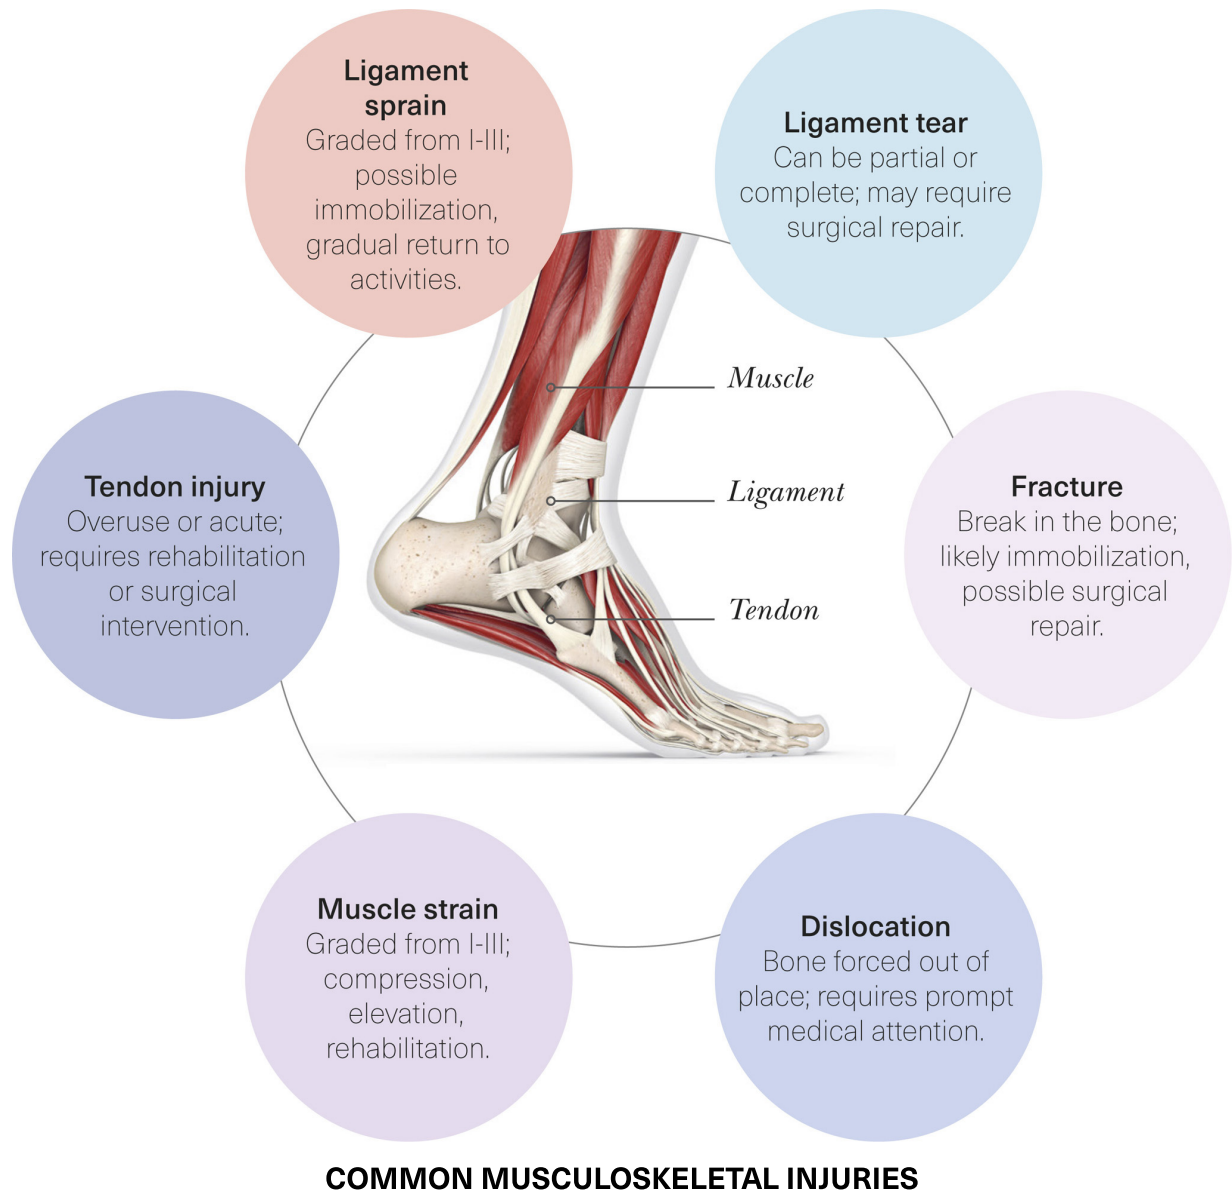 Ligament
sprain
Graded from I-III;
possible
immobilization,
gradual return to
activities.
Ligament tear
Can be partial or
complete; may require
surgical repair.
Muscle
Ligament
Tendon
Tendon injury
Overuse or acute;
requires rehabilitation
or surgical
intervention.
Fracture
Break in the bone;
likely immobilization,
possible surgical
repair.
Muscle strain
Graded from I-III;
compression,
elevation,
rehabilitation.
Dislocation
Bone forced out of
place; requires prompt
medical attention.
COMMON MUSCULOSKELETAL INJURIES